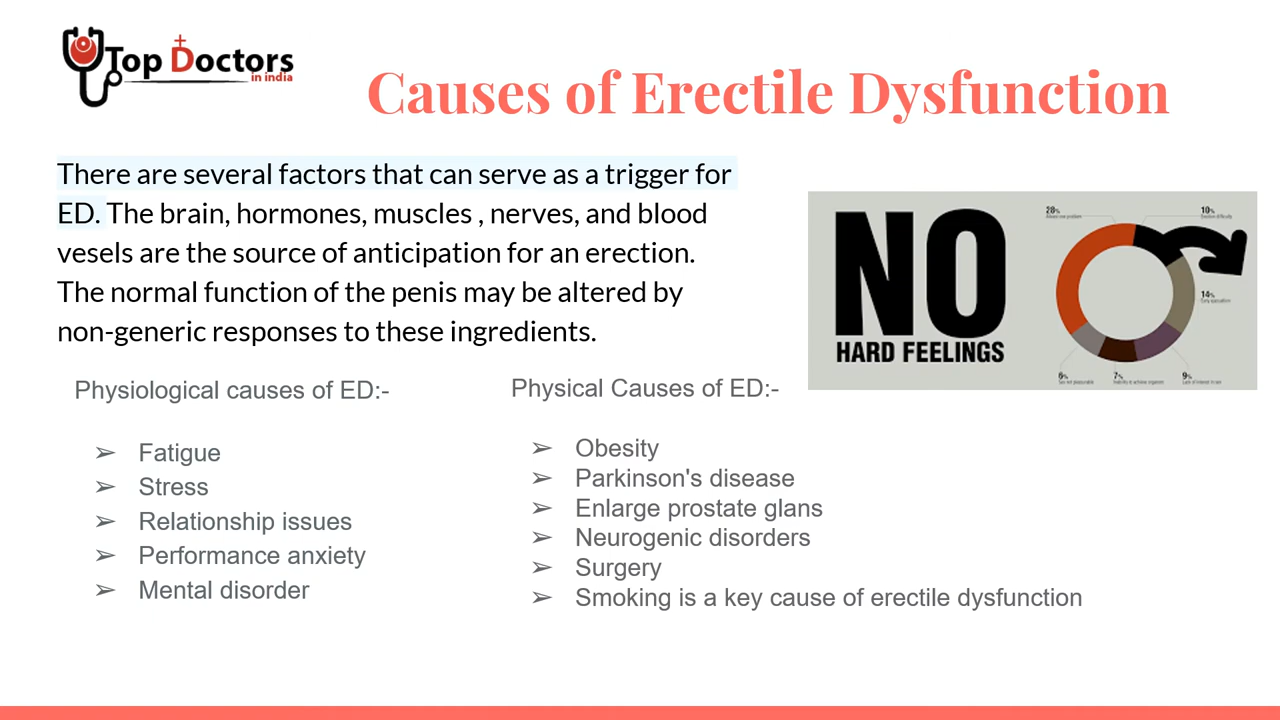 Top Doctors
in india
Causes of Erectile Dysfunction
There are several factors that can serve as a trigger for
ED. The brain, hormones, muscles , nerves, and blood
vesels are the source of anticipation for an erection.
The normal function of the penis may be altered by
non-generic responses to these ingredients.
NO
HARD FEELINGS
28%
10%
14%
6%
7%
9%
Physiological causes of ED:-
➢ Fatigue
➢ Stress
➢ Relationship issues
➢ Performance anxiety
➢ Mental disorder
Physical Causes of ED:-
➢ Obesity
➢ Parkinson's disease
➢ Enlarge prostate glans
➢ Neurogenic disorders
➢ Surgery
➢ Smoking is a key cause of erectile dysfunction